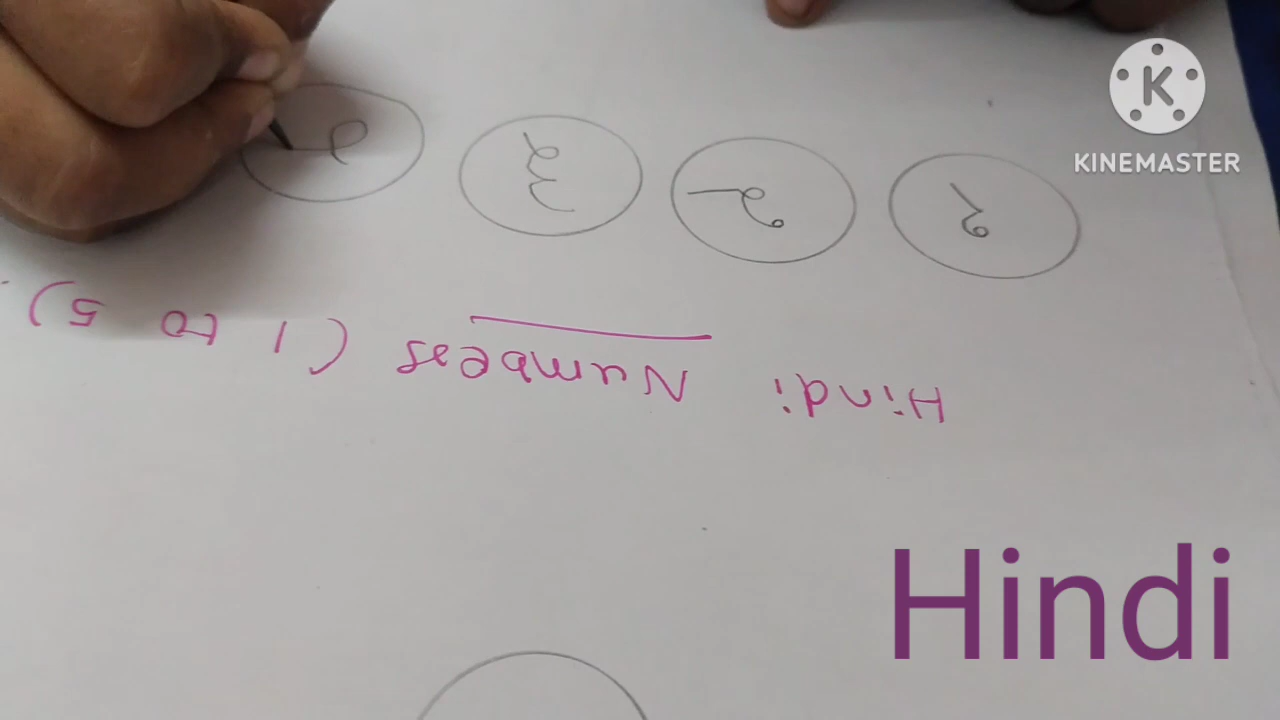 K
KINEMASTER
Hindi Numbers (1 to 5)
१ २ ३
Hindi